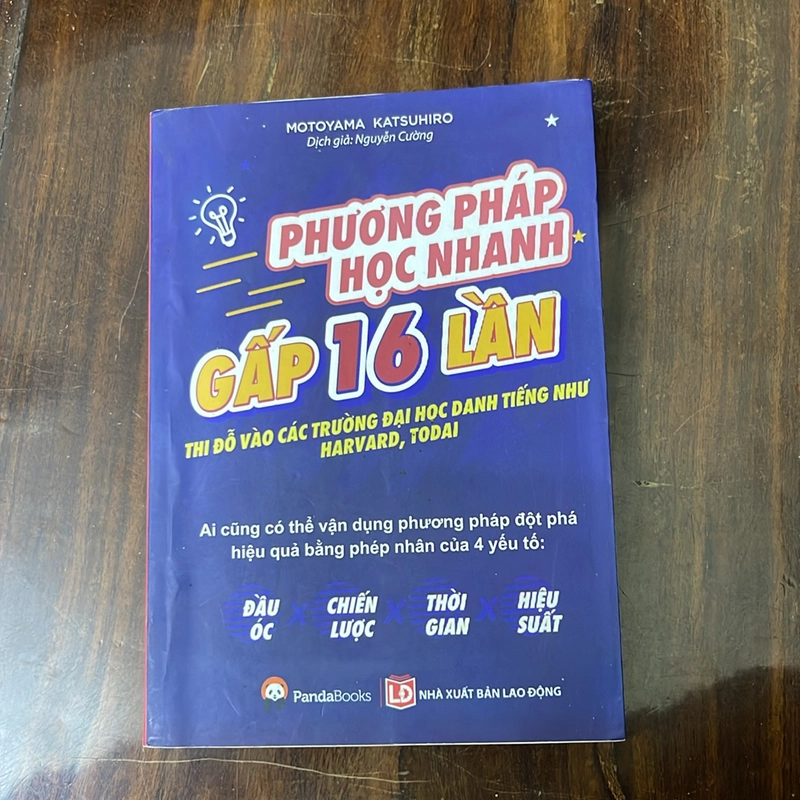 MOTOYAMA KATSUHIRO
Dịch giả: Nguyễn Cường
PHƯƠNG PHÁP
HỌC NHANH
GẤP 16 LẦN
THI ĐỖ VÀO CÁC TRƯỜNG ĐẠI HỌC DANH TIẾNG NHƯ
HARVARD, TODAI
Ai cũng có thể vận dụng phương pháp đột phá
hiệu quả bằng phép nhân của 4 yếu tố:
ĐẦU ÓC X CHIẾN LƯỢC X THỜI GIAN X HIỆU SUẤT
PandaBooks LĐ NHÀ XUẤT BẢN LAO ĐỘNG